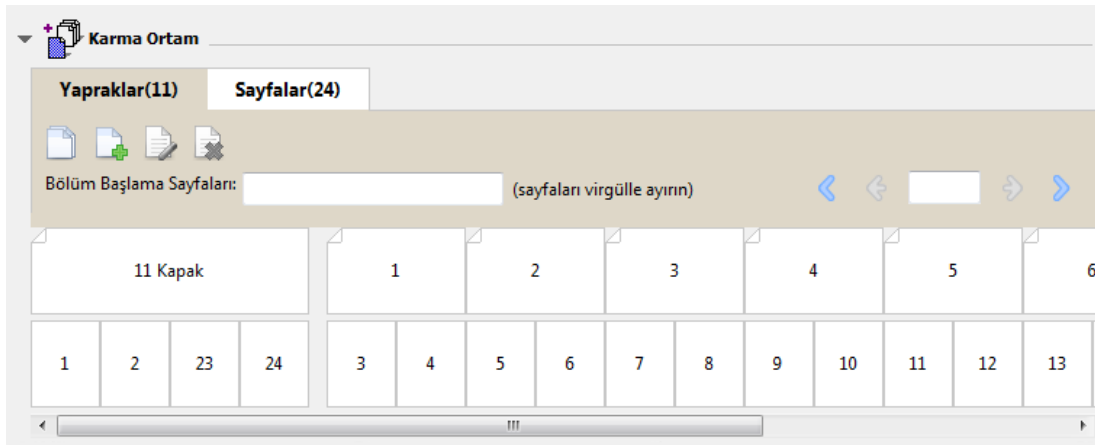 Karma Ortam
Yapraklar(11) Sayfalar(24)
Bölüm Başlama Sayfaları: (sayfaları virgülle ayırın)
11 Kapak 1 2 3 4 5 6
1 2 23 24 3 4 5 6 7 8 9 10 11 12 13